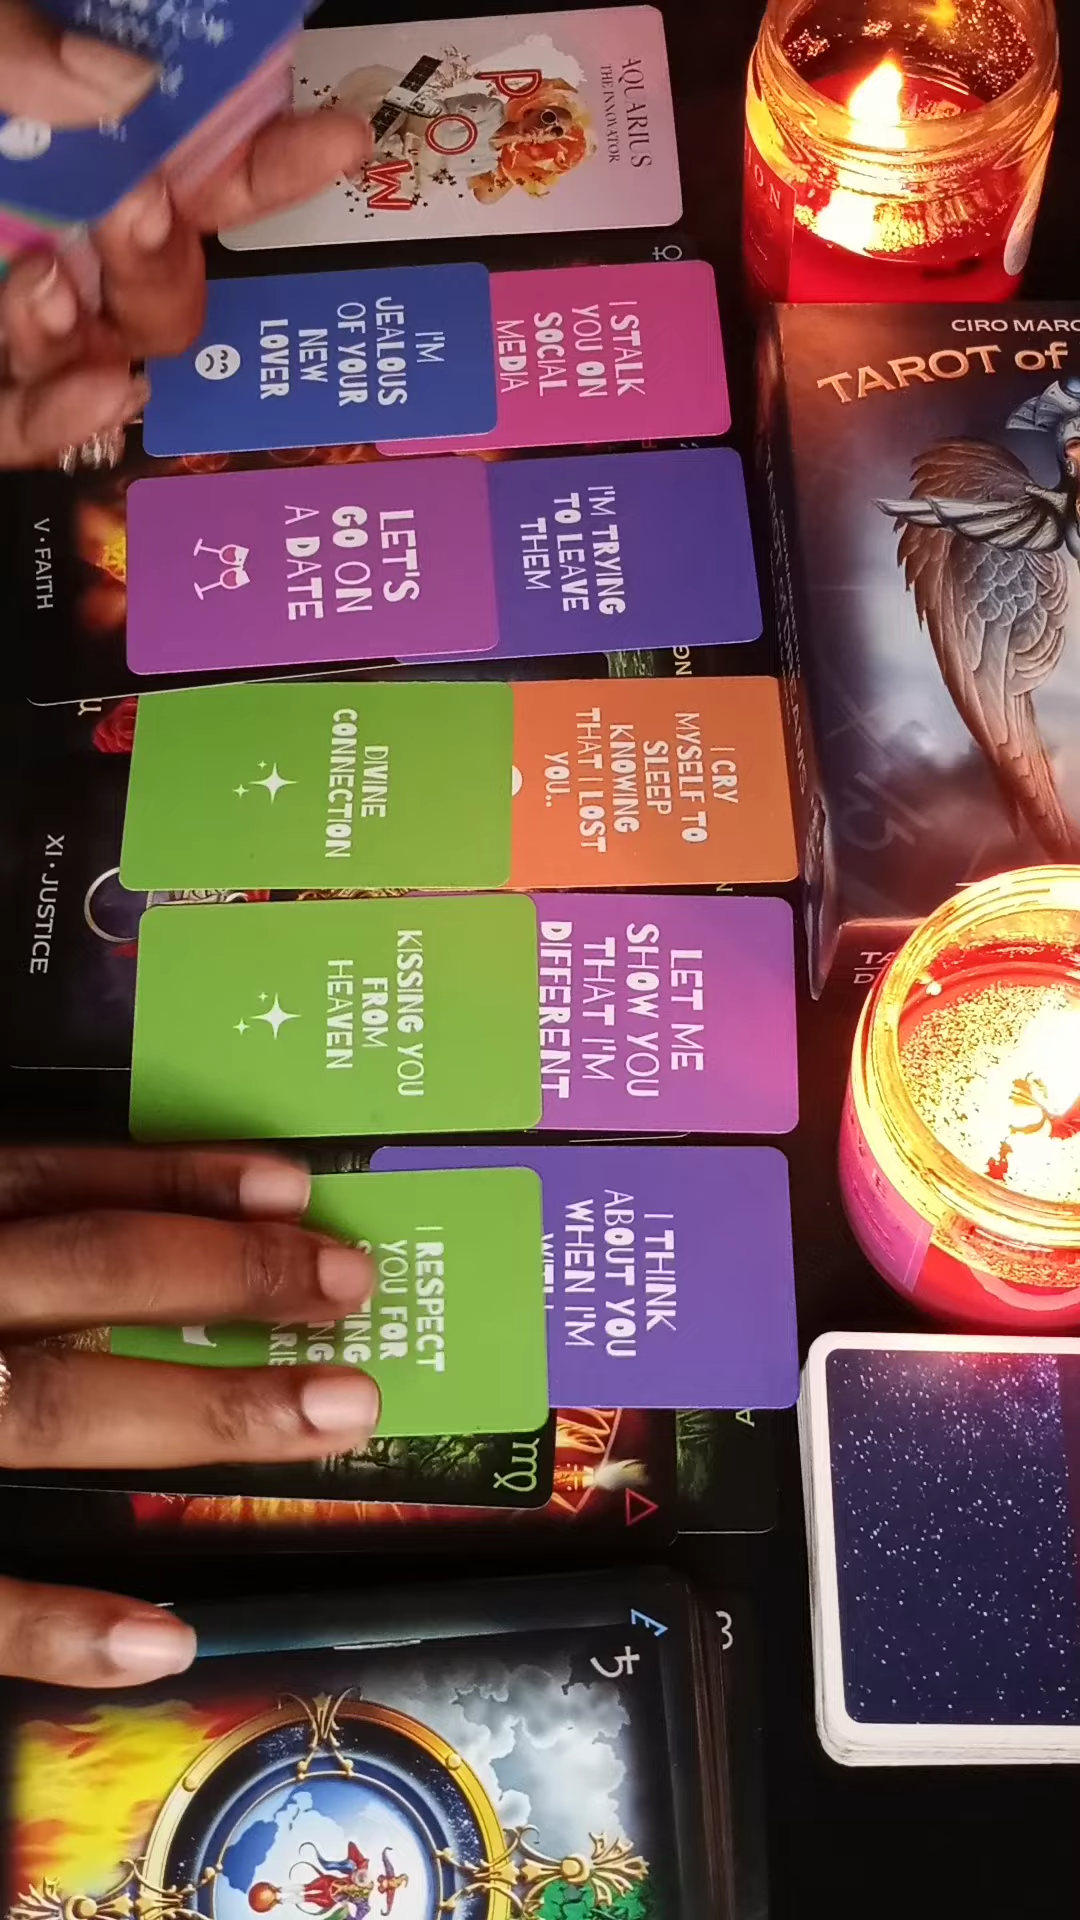 AQUARIUS
THE INNOVATOR
POW
I STALK
YOU ON
SOCIAL
MEDIA
I'M
JEALOUS
OF YOUR
NEW
LOVER
I'M TRYING
TO LEAVE
THEM
LET'S
GO ON
A DATE
I CRY
MYSELF TO
SLEEP
KNOWING
THAT I LOST
YOU..
DIVINE
CONNECTION
LET ME
SHOW YOU
THAT I'M
DIFFERENT
KISSING YOU
FROM
HEAVEN
I THINK
ABOUT YOU
WHEN I'M
WITH
I RESPECT
YOU FOR
V • FAITH
XI • JUSTICE
CIRO MARC
TAROT of